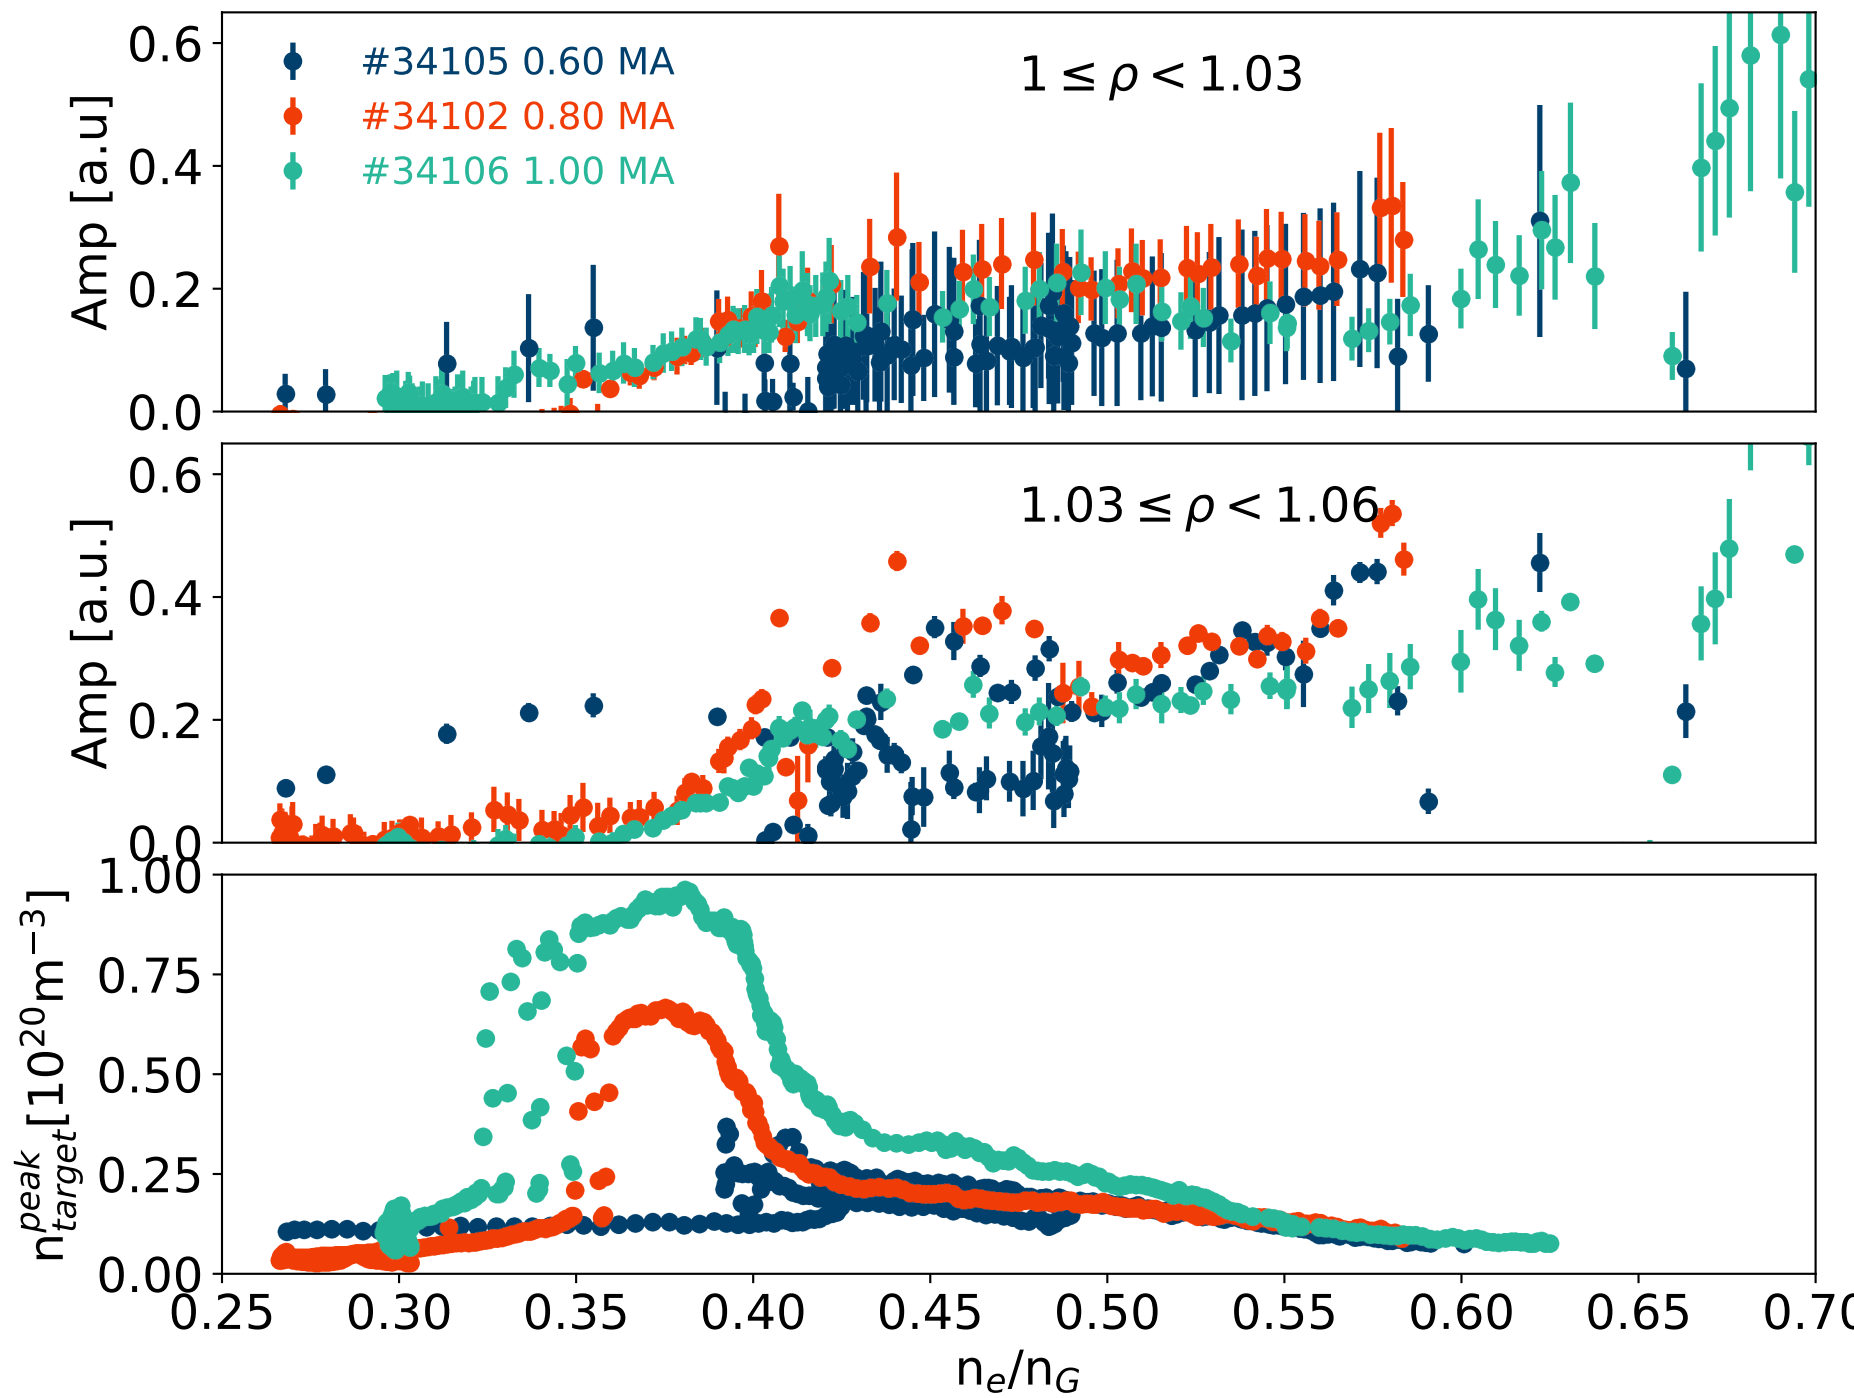 0.6
0.4
0.2
0.0
Amp [a.u]
#34105 0.60 MA
#34102 0.80 MA
#34106 1.00 MA
1 ≤ ρ < 1.03
0.6
0.4
0.2
0.0
Amp [a.u.]
1.03 ≤ ρ < 1.06
1.00
0.75
0.50
0.25
0.00
n_{target}^{peak}[10^{20}m^{-3}]
0.25 0.30 0.35 0.40 0.45 0.50 0.55 0.60 0.65 0.70
n_e/n_G